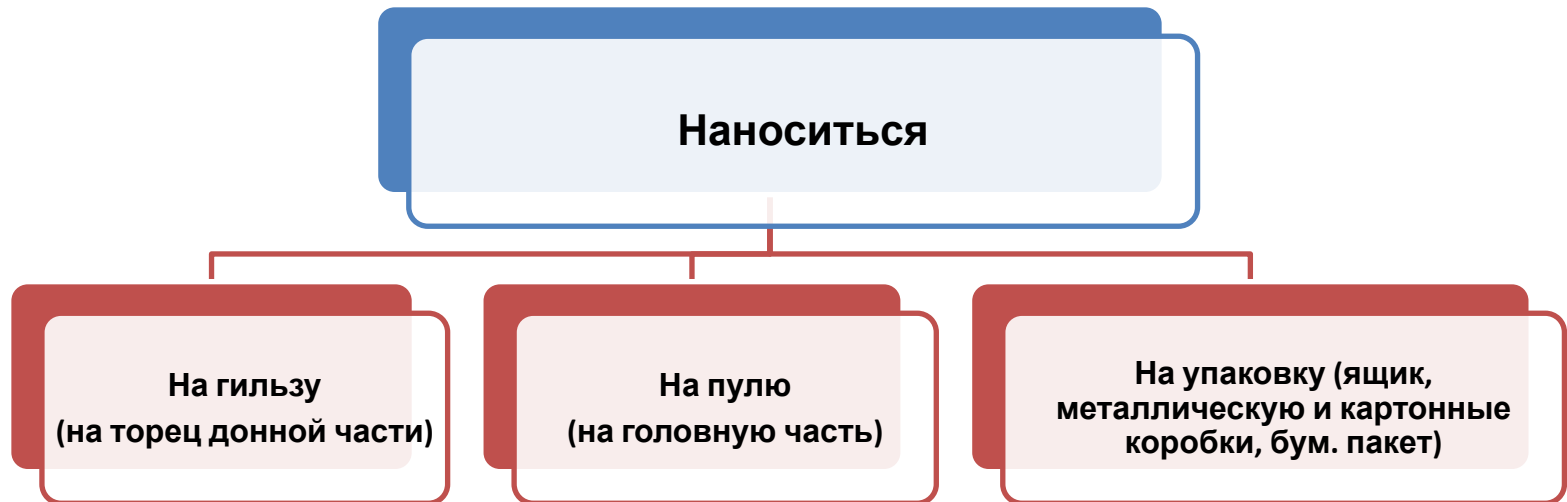 Наноситься
На гильзу
(на торец донной части)
На пулю
(на головную часть)
На упаковку (ящик,
металлическую и картонные
коробки, бум. пакет)